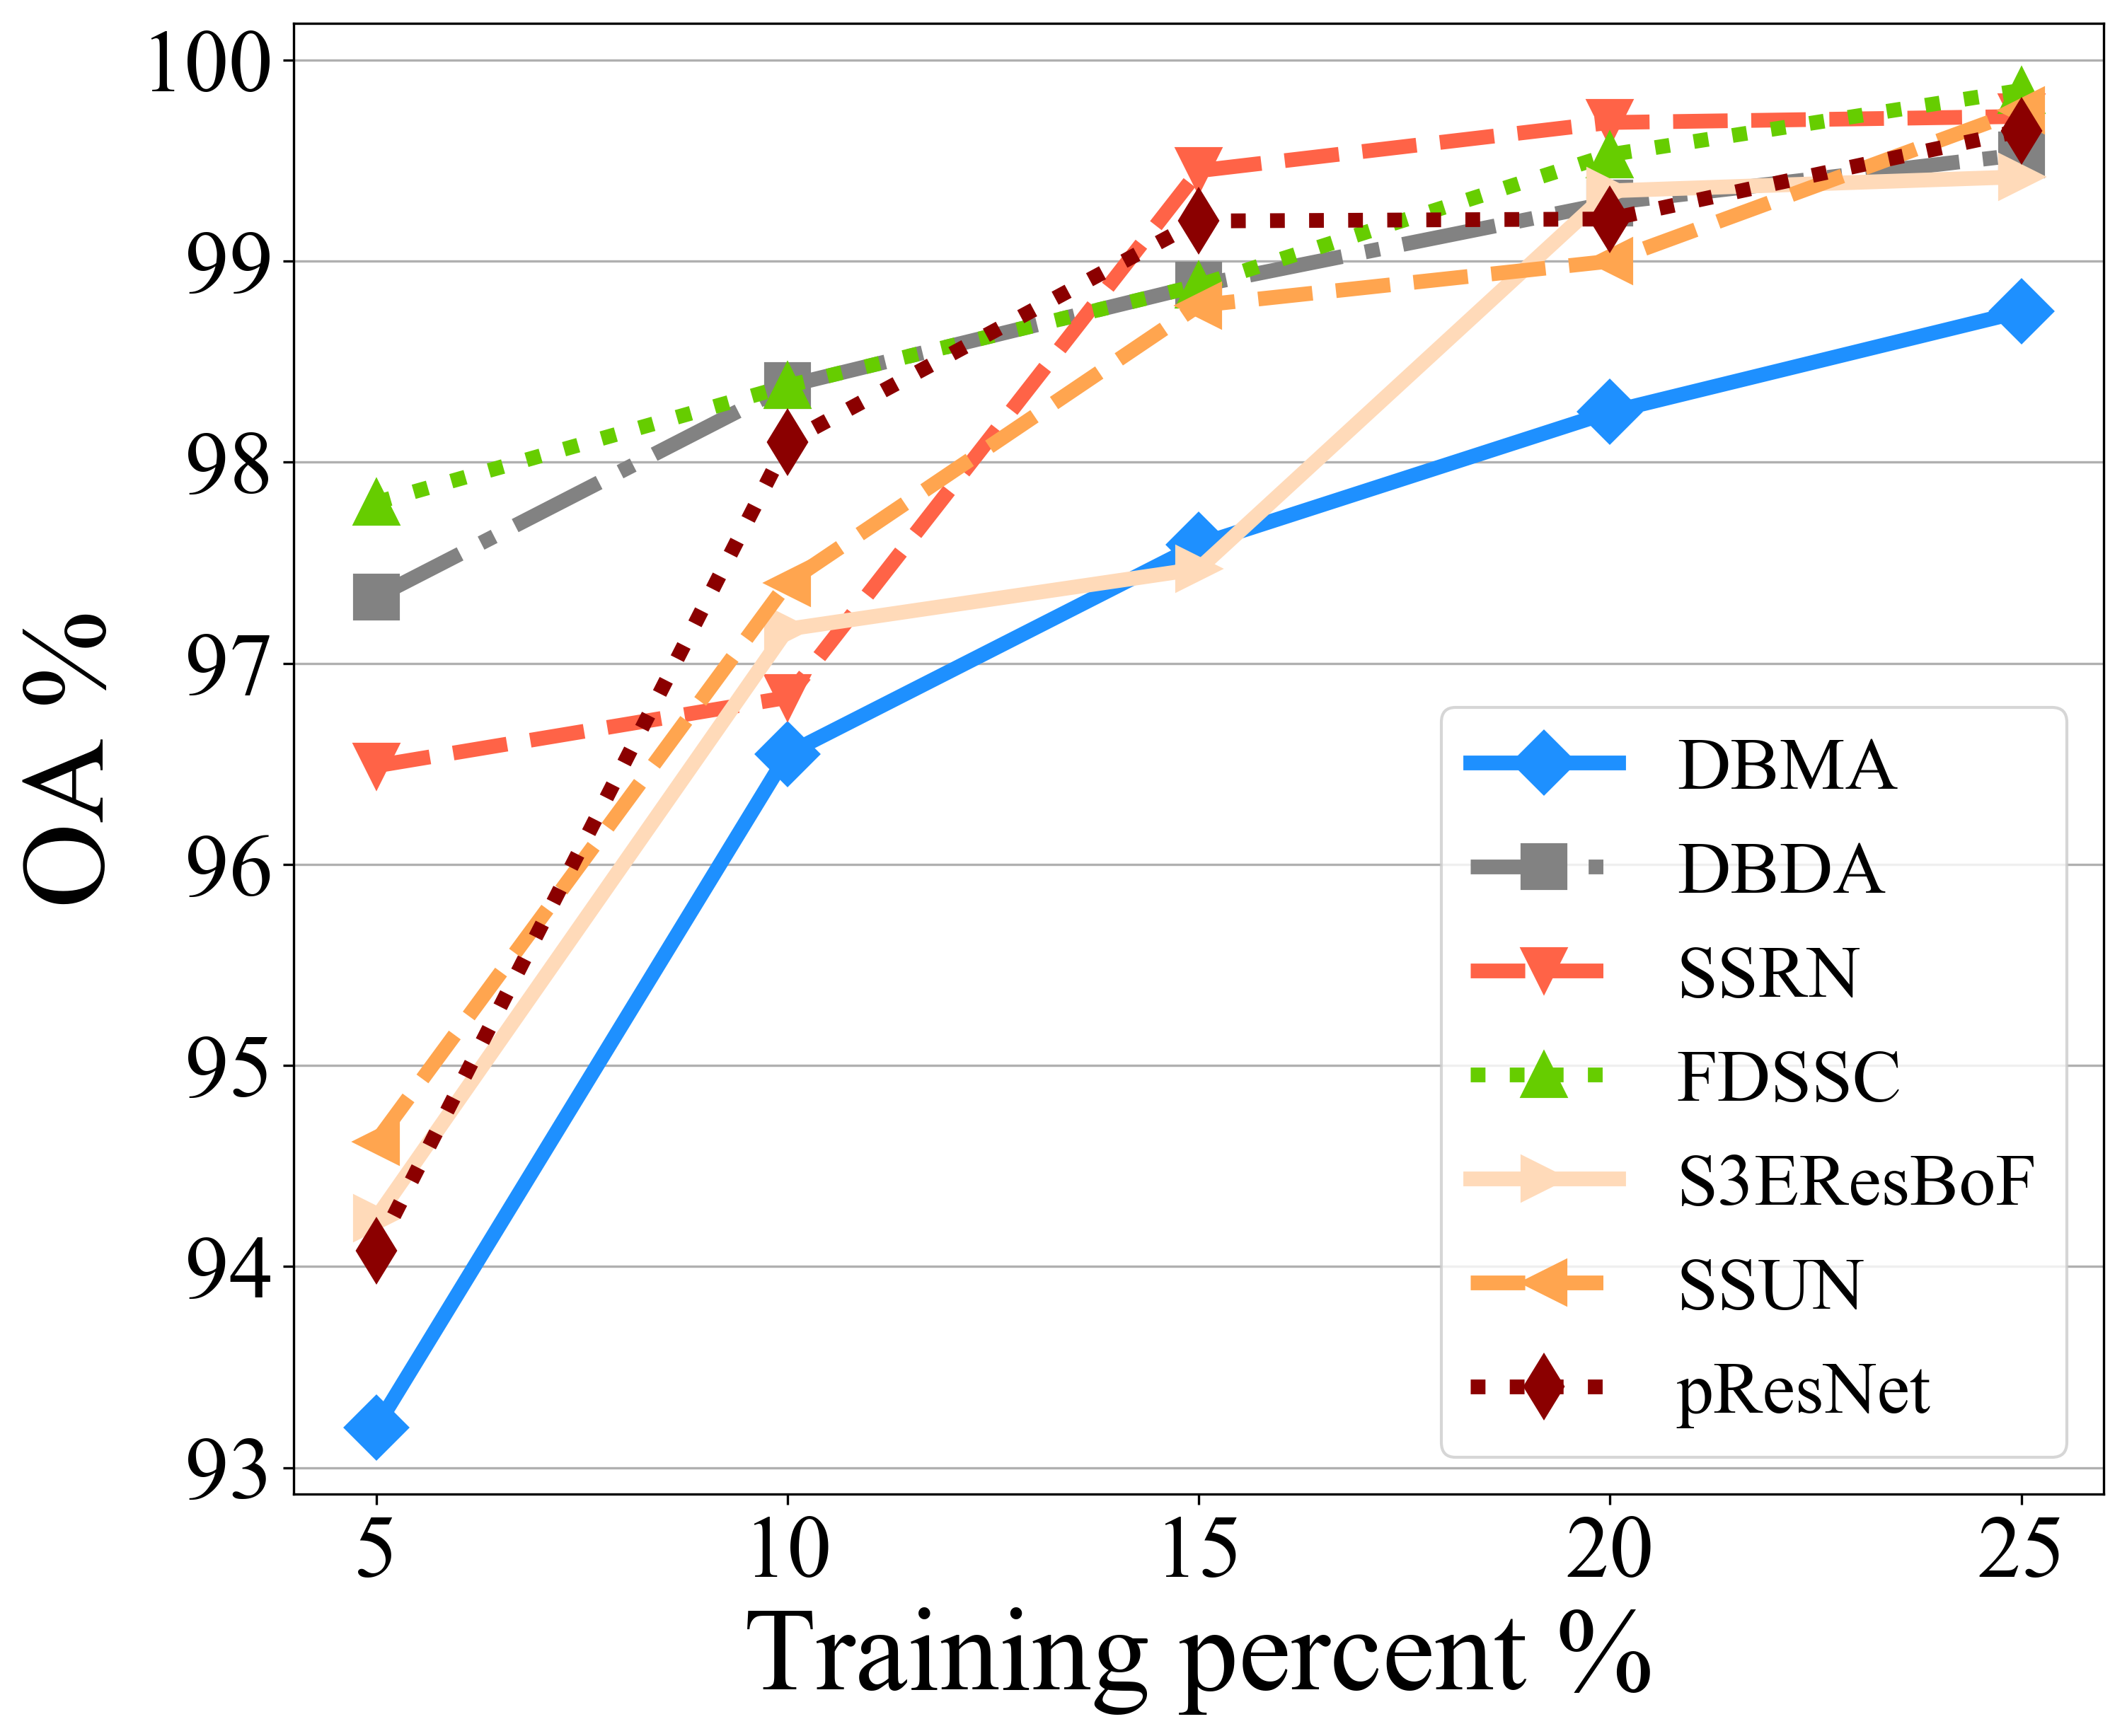 OA %
100
99
98
97
96
95
94
93
5 10 15 20 25
Training percent %
DBMA
DBDA
SSRN
FDSSC
S3EResBoF
SSUN
pResNet